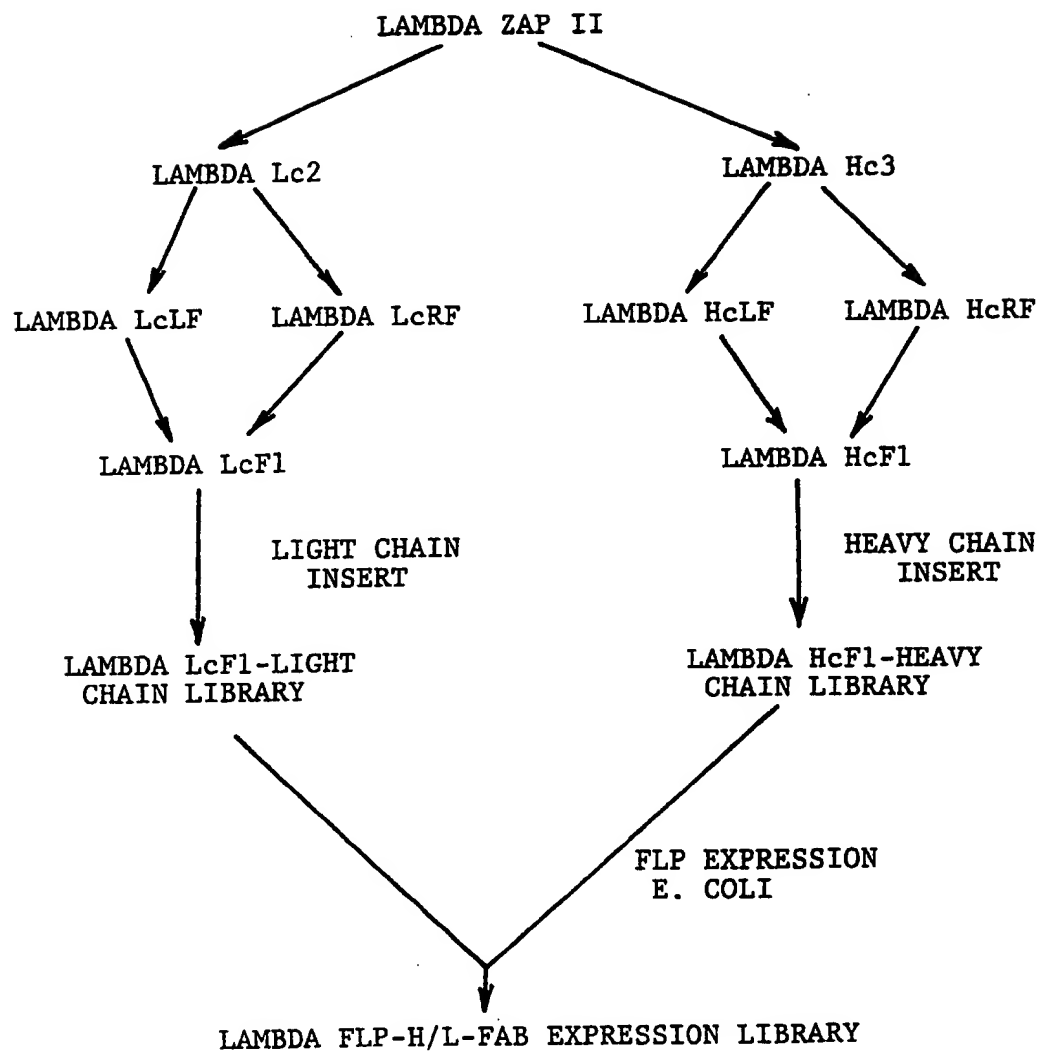 LAMBDA ZAP II
LAMBDA Lc2
LAMBDA Hc3
LAMBDA LcLF
LAMBDA LcRF
LAMBDA HcLF
LAMBDA HcRF
LAMBDA LcF1
LAMBDA HcF1
LIGHT CHAIN
INSERT
HEAVY CHAIN
INSERT
LAMBDA LcF1-LIGHT
CHAIN LIBRARY
LAMBDA HcF1-HEAVY
CHAIN LIBRARY
FLP EXPRESSION
E. COLI
LAMBDA FLP-H/L-FAB EXPRESSION LIBRARY